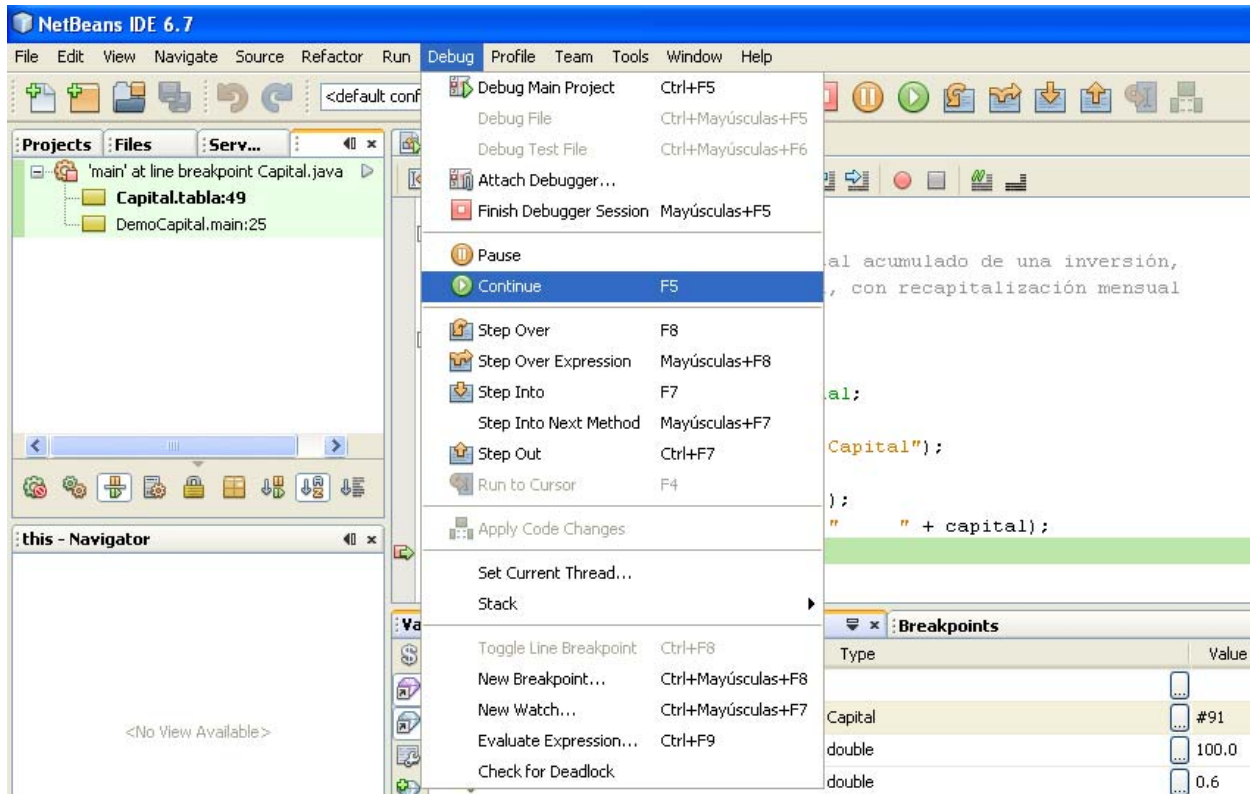 NetBeans IDE 6.7
File Edit View Navigate Source Refactor Run Debug Profile Team Tools Window Help
<default conf
Projects Files Serv...
'main' at line breakpoint Capital.java
Capital.tabla:49
DemoCapital.main:25
this - Navigator
<No View Available>
Debug Main Project Ctrl+F5
Debug File Ctrl+Mayúsculas+F5
Debug Test File Ctrl+Mayúsculas+F6
Attach Debugger...
Finish Debugger Session Mayúsculas+F5
Pause
Continue F5
Step Over F8
Step Over Expression Mayúsculas+F8
Step Into F7
Step Into Next Method Mayúsculas+F7
Step Out Ctrl+F7
Run to Cursor F4
Apply Code Changes
Set Current Thread...
Stack
Toggle Line Breakpoint Ctrl+F8
New Breakpoint... Ctrl+Mayúsculas+F8
New Watch... Ctrl+Mayúsculas+F7
Evaluate Expression... Ctrl+F9
Check for Deadlock
al acumulado de una inversión,
, con recapitalización mensual
al;
Capital");
);
"     " + capital);
Va
Breakpoints
Type Value
Capital #91
double 100.0
double 0.6